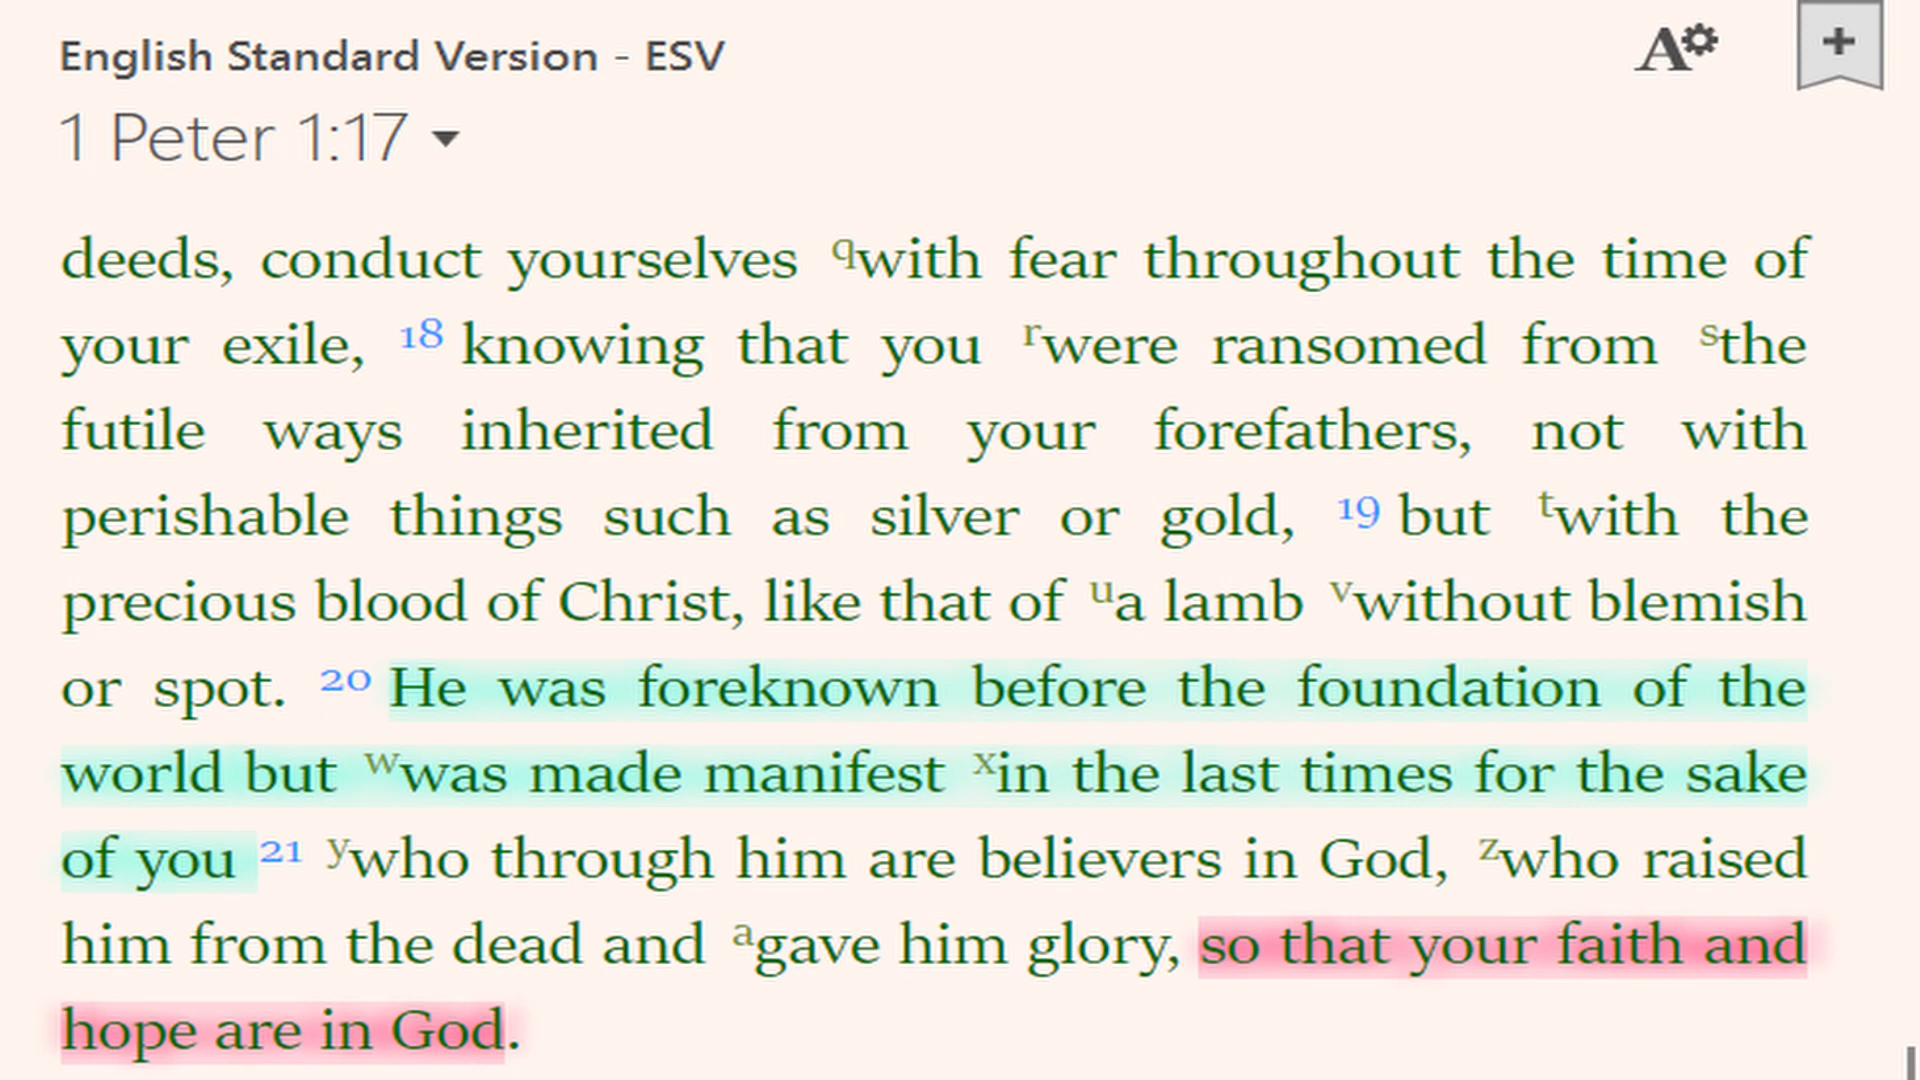 English Standard Version - ESV
A
+
1 Peter 1:17
deeds, conduct yourselves qwith fear throughout the time of
your exile, 18 knowing that you rwere ransomed from sthe
futile ways inherited from your forefathers, not with
perishable things such as silver or gold, 19 but twith the
precious blood of Christ, like that of ua lamb vwithout blemish
or spot. 20 He was foreknown before the foundation of the
world but wwas made manifest xin the last times for the sake
of you 21 ywho through him are believers in God, zwho raised
him from the dead and agave him glory, so that your faith and
hope are in God.